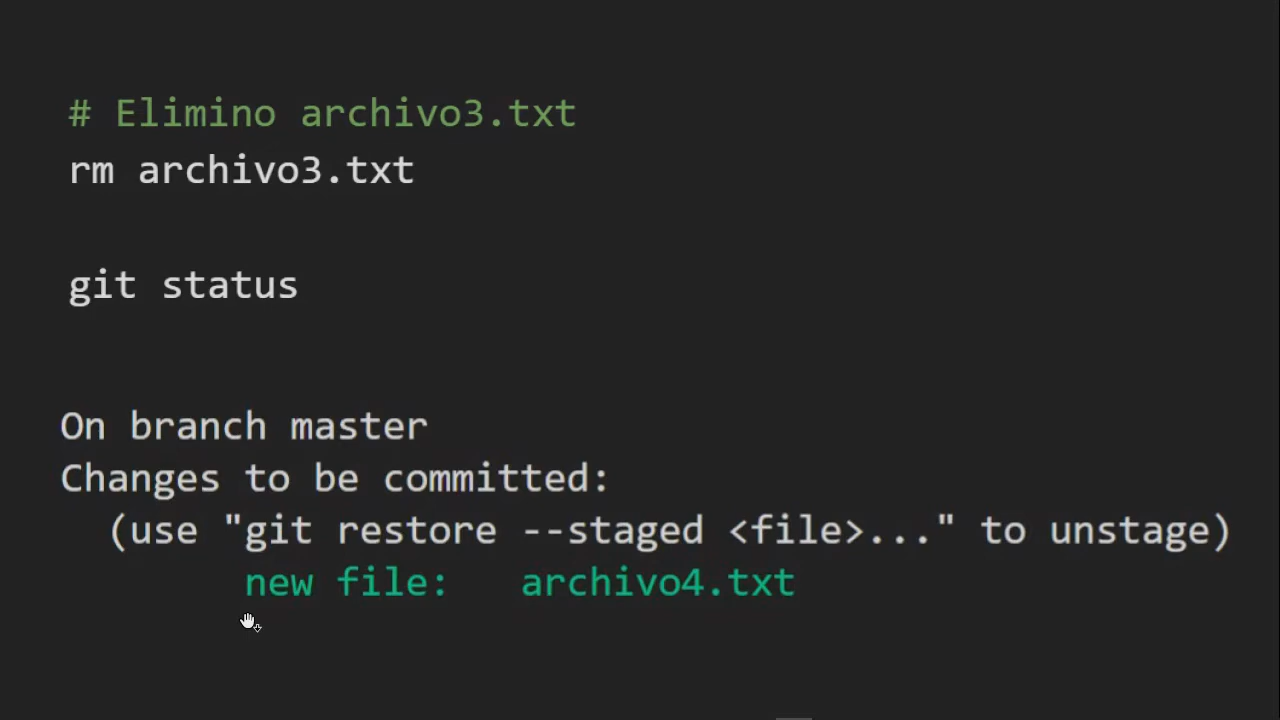 # Elimino archivo3.txt
rm archivo3.txt
git status
On branch master
Changes to be committed:
(use "git restore --staged <file>..." to unstage)
new file: archivo4.txt